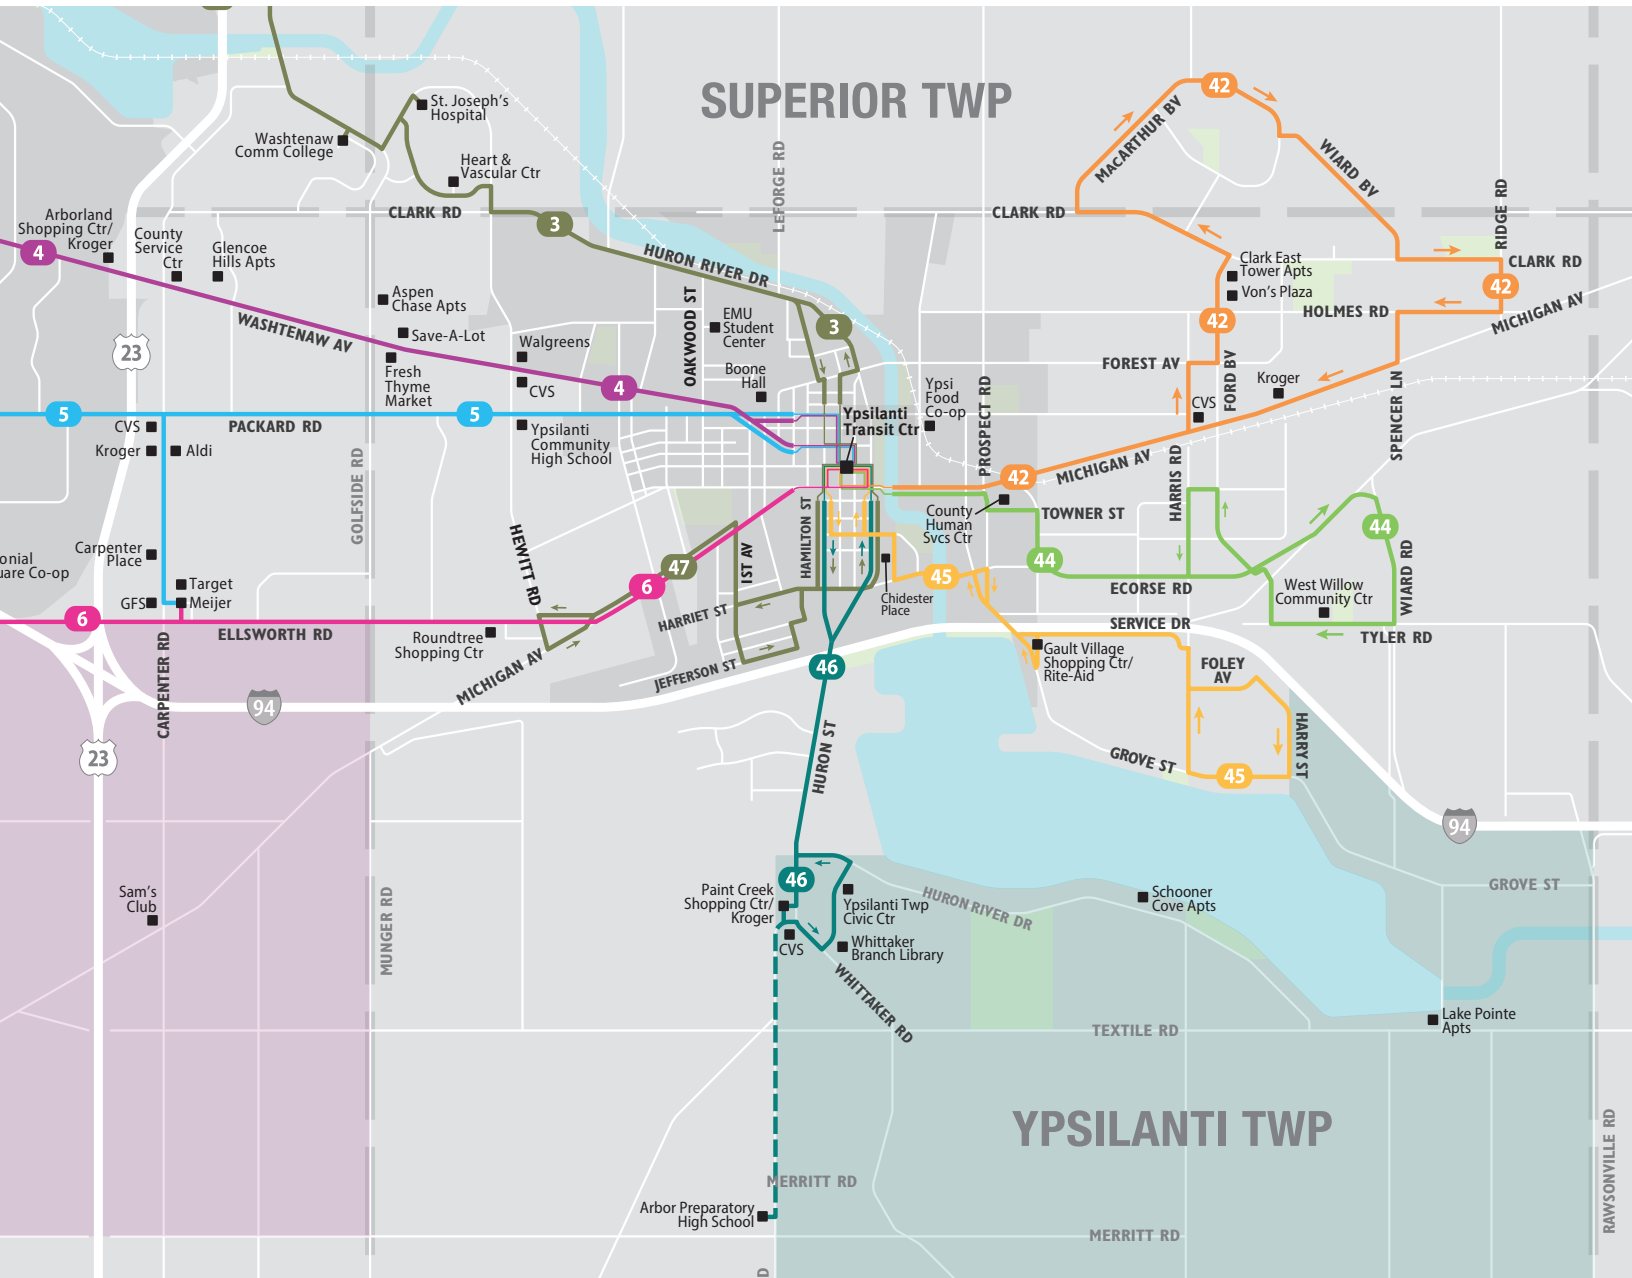 SUPERIOR TWP
42
MACARTHUR BV
WIARD BV
St. Joseph's
Hospital
Washtenaw
Comm College
Heart &
Vascular Ctr
LEFORGE RD
RIDGE RD
CLARK RD
CLARK RD
3
Arborland
Shopping Ctr/
Kroger
4
County
Service
Ctr
Glencoe
Hills Apts
HURON RIVER DR
Clark East
Tower Apts
Von's Plaza
CLARK RD
42
HOLMES RD
MICHIGAN AV
Aspen
Chase Apts
OAKWOOD ST
EMU
Student
Center
3
42
WASHTENAW AV
Save-A-Lot
Walgreens
23
Fresh
Thyme
Market
CVS
4
Boone
Hall
Ypsi
Food
Co-op
PROSPECT RD
FOREST AV
FORD BV
Kroger
CVS
SPENCER LN
5
PACKARD RD
5
CVS
Kroger
Aldi
Ypsilanti
Community
High School
Ypsilanti
Transit Ctr
GOLFSIDE RD
42
MICHIGAN AV
HARRIS RD
County
Human
Svcs Ctr
TOWNER ST
HAMILTON ST
44
44
WIARD RD
onial
uare Co-op
Carpenter
Place
HEWITT RD
1ST AV
47
6
45
ECORSE RD
West Willow
Community Ctr
Target
GFS
Meijer
Chidester
Place
6
ELLSWORTH RD
HARRIET ST
SERVICE DR
TYLER RD
CARPENTER RD
Roundtree
Shopping Ctr
MICHIGAN AV
JEFFERSON ST
46
Gault Village
Shopping Ctr/
Rite-Aid
FOLEY
AV
94
HARRY ST
23
HURON ST
GROVE ST
45
94
Sam's
Club
MUNGER RD
46
Paint Creek
Shopping Ctr/
Kroger
Ypsilanti Twp
Civic Ctr
HURON RIVER DR
Schooner
Cove Apts
GROVE ST
CVS
Whittaker
Branch Library
WHITTAKER RD
Lake Pointe
Apts
TEXTILE RD
YPSILANTI TWP
RAWSONVILLE RD
MERRITT RD
Arbor Preparatory
High School
MERRITT RD
D